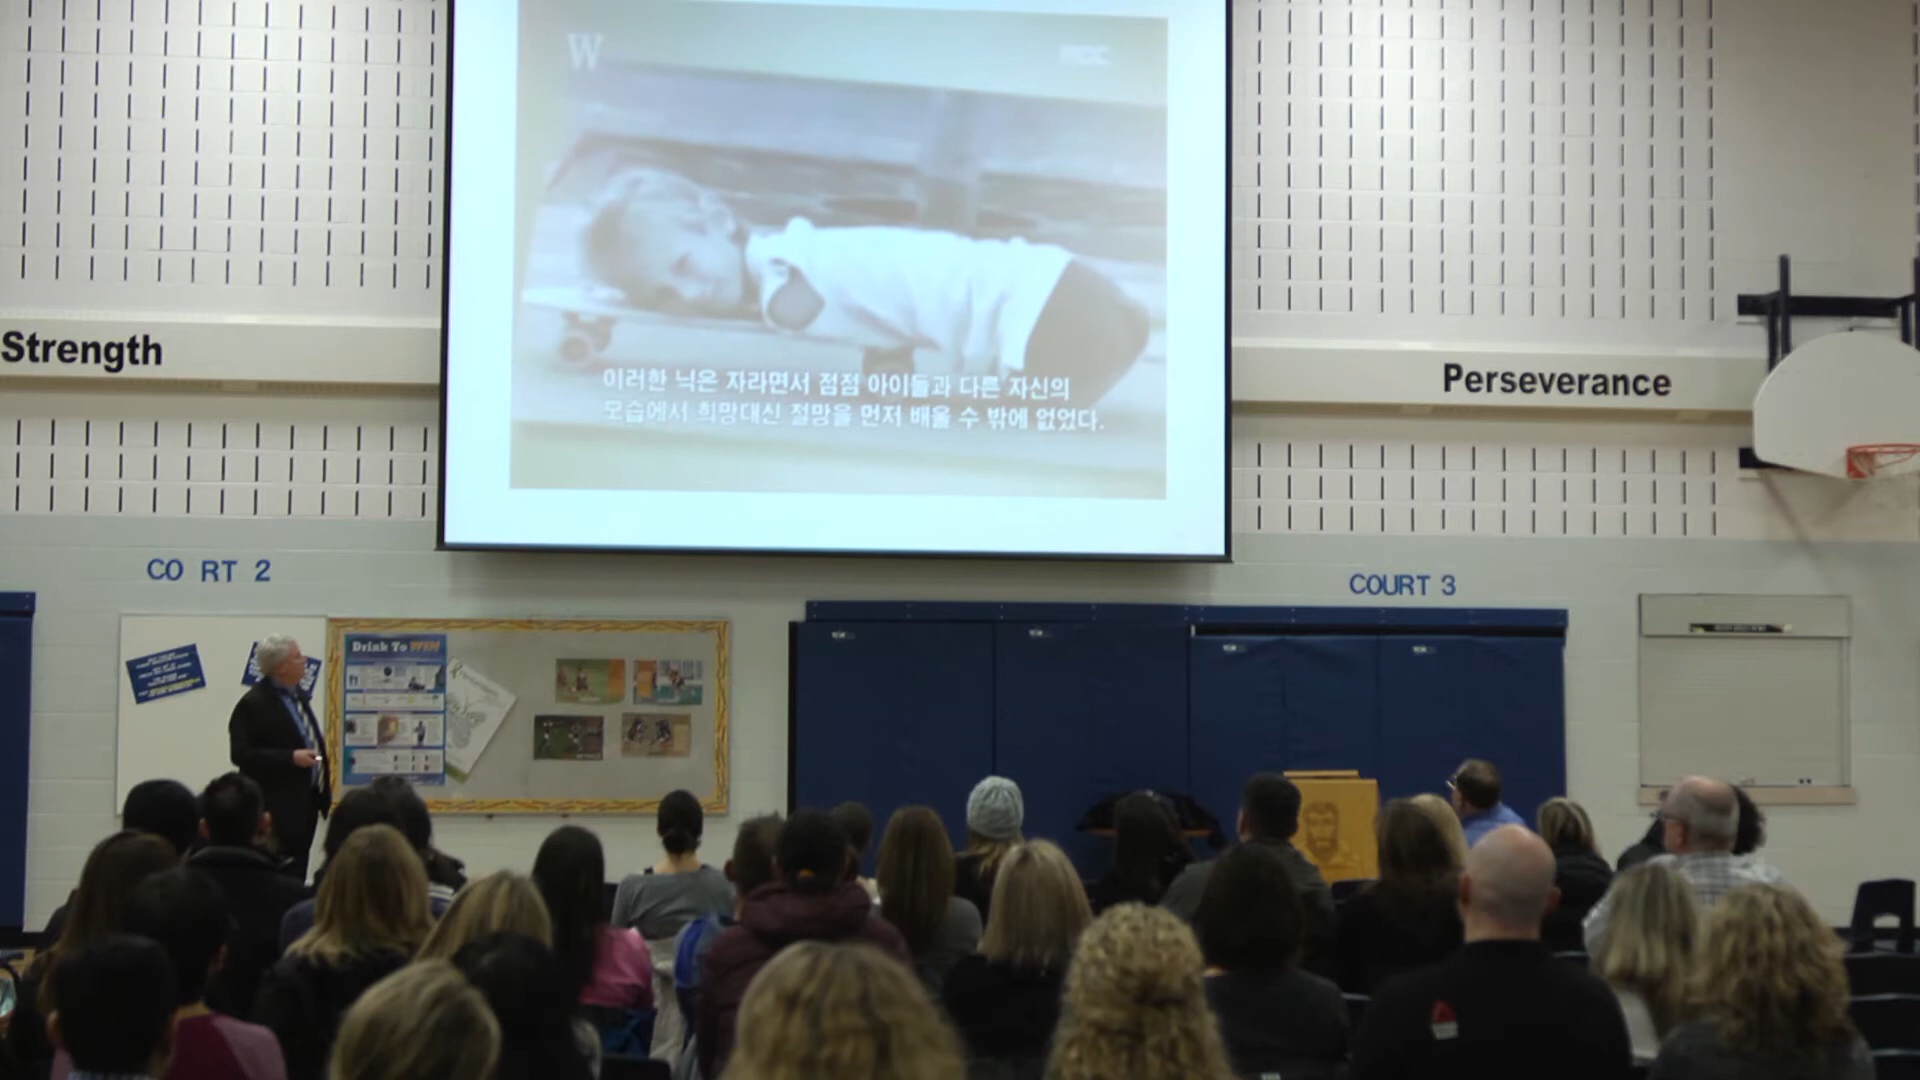 W
MBC
이러한 닉은 자라면서 점점 아이들과 다른 자신의
모습에서 희망대신 절망을 먼저 배울 수 밖에 없었다.
Strength
Perseverance
CO RT 2
COURT 3
Drink To WIN